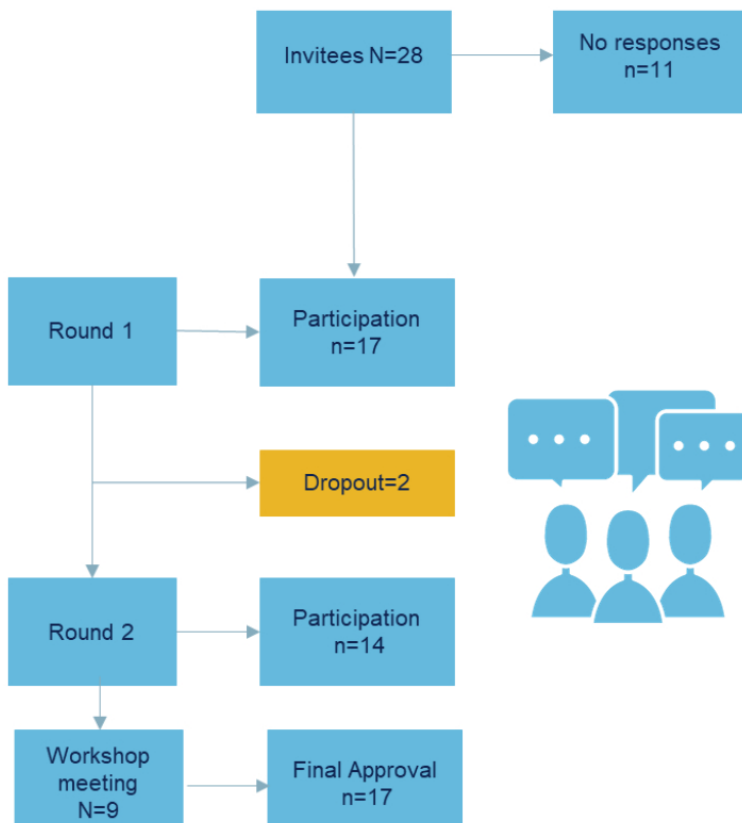 Invitees N=28
No responses
n=11
Round 1
Participation
n=17
Dropout=2
Round 2
Participation
n=14
Workshop
meeting
N=9
Final Approval
n=17